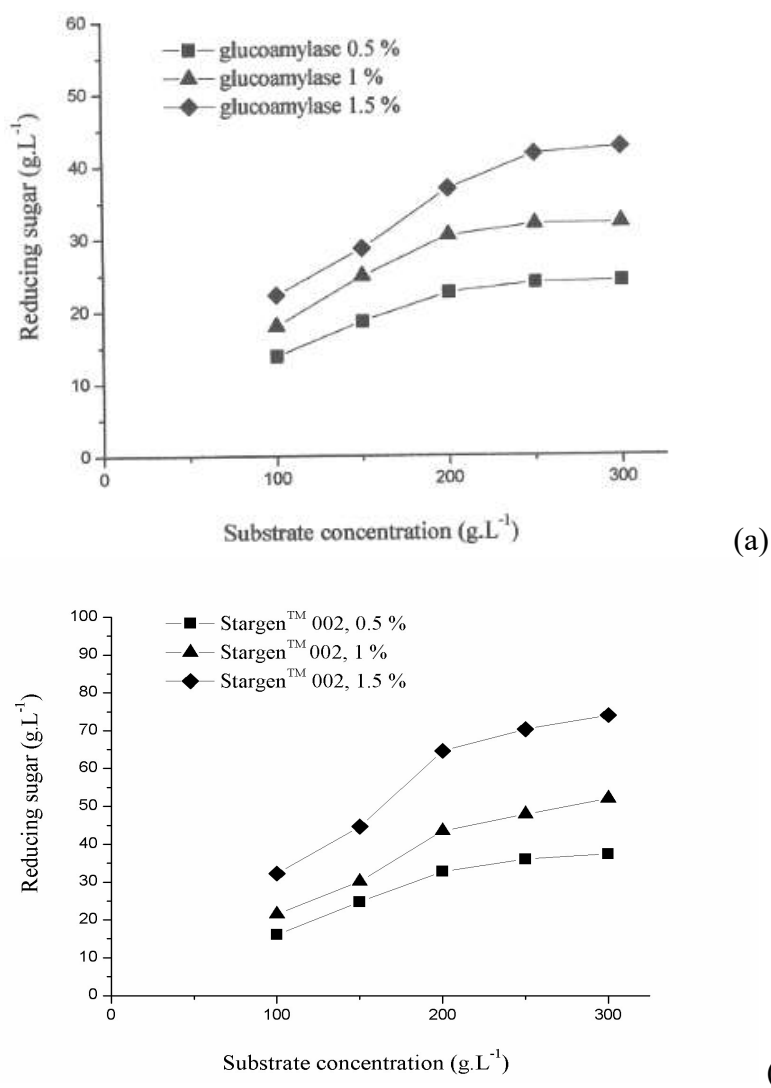 60
50
40
30
20
10
0
glucoamylase 0.5 %
glucoamylase 1 %
glucoamylase 1.5 %
Reducing sugar (g.L⁻¹)
0 100 200 300
Substrate concentration (g.L⁻¹)
(a)
100
90
80
70
60
50
40
30
20
10
0
Stargen™ 002, 0.5 %
Stargen™ 002, 1 %
Stargen™ 002, 1.5 %
Reducing sugar (g.L⁻¹)
0 100 200 300
Substrate concentration (g.L⁻¹)
(